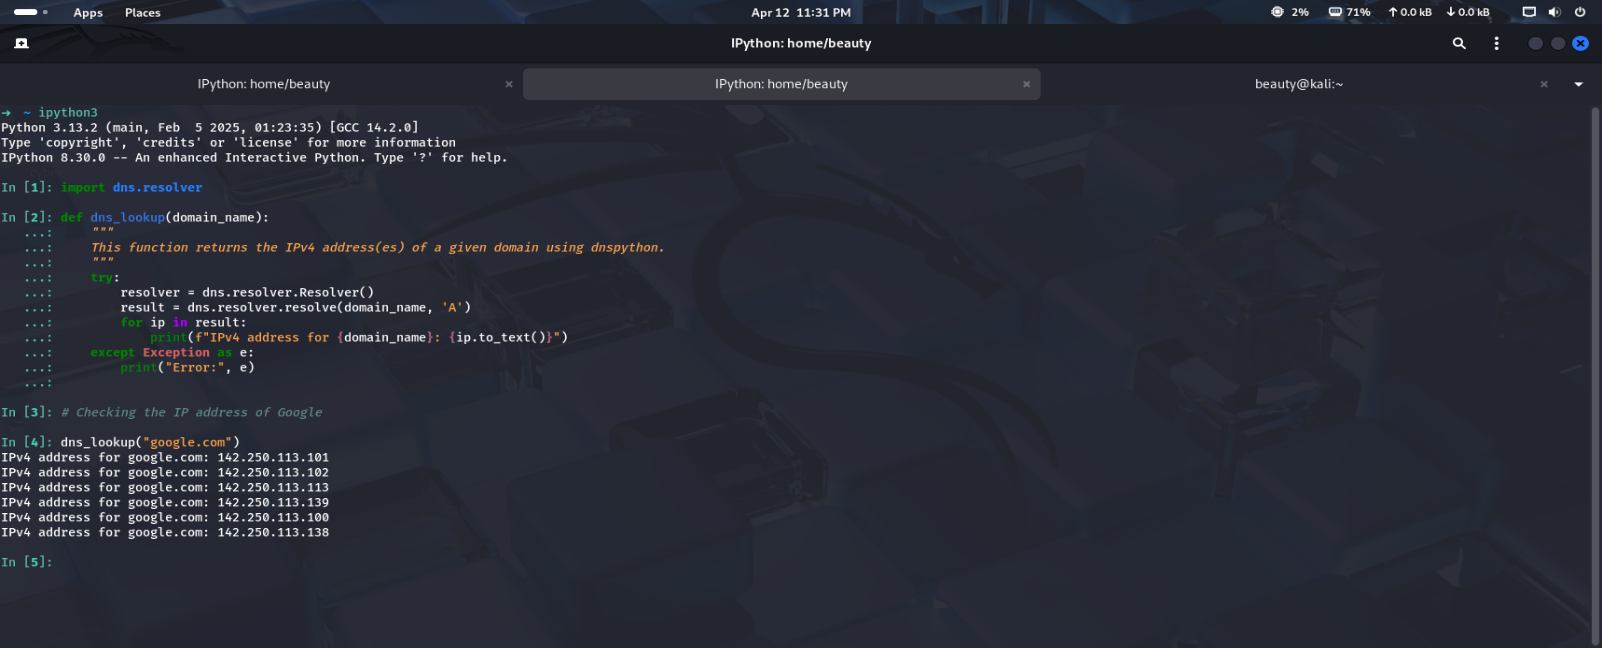 Apps Places Apr 12 11:31 PM 2% 71% ↑ 0.0 kB ↓ 0.0 kB
IPython: home/beauty
IPython: home/beauty × IPython: home/beauty × beauty@kali:~ ×
➜ ~ ipython3
Python 3.13.2 (main, Feb  5 2025, 01:23:35) [GCC 14.2.0]
Type 'copyright', 'credits' or 'license' for more information
IPython 8.30.0 -- An enhanced Interactive Python. Type '?' for help.
In [1]: import dns.resolver
In [2]: def dns_lookup(domain_name):
   ...:     """
   ...:     This function returns the IPv4 address(es) of a given domain using dnspython.
   ...:     """
   ...:     try:
   ...:         resolver = dns.resolver.Resolver()
   ...:         result = dns.resolver.resolve(domain_name, 'A')
   ...:         for ip in result:
   ...:             print(f"IPv4 address for {domain_name}: {ip.to_text()}")
   ...:     except Exception as e:
   ...:         print("Error:", e)
   ...:
In [3]: # Checking the IP address of Google
In [4]: dns_lookup("google.com")
IPv4 address for google.com: 142.250.113.101
IPv4 address for google.com: 142.250.113.102
IPv4 address for google.com: 142.250.113.113
IPv4 address for google.com: 142.250.113.139
IPv4 address for google.com: 142.250.113.100
IPv4 address for google.com: 142.250.113.138
In [5]: